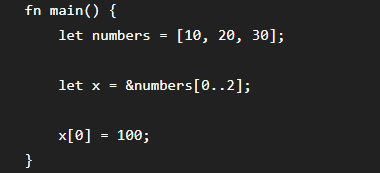 fn main() {
    let numbers = [10, 20, 30];
    let x = &numbers[0..2];
    x[0] = 100;
}